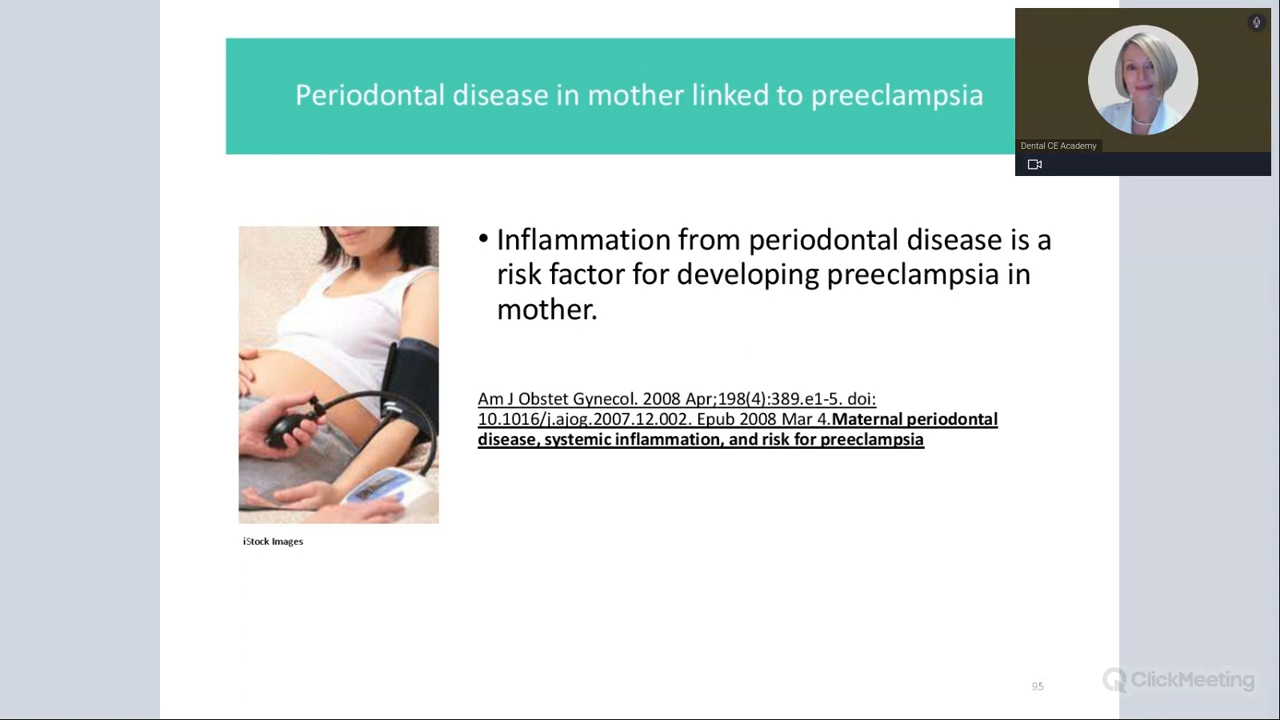 Periodontal disease in mother linked to preeclampsia
Dental CE Academy
• Inflammation from periodontal disease is a
risk factor for developing preeclampsia in
mother.
Am J Obstet Gynecol. 2008 Apr;198(4):389.e1-5. doi:
10.1016/j.ajog.2007.12.002. Epub 2008 Mar 4.Maternal periodontal
disease, systemic inflammation, and risk for preeclampsia
iStock Images
95
ClickMeeting